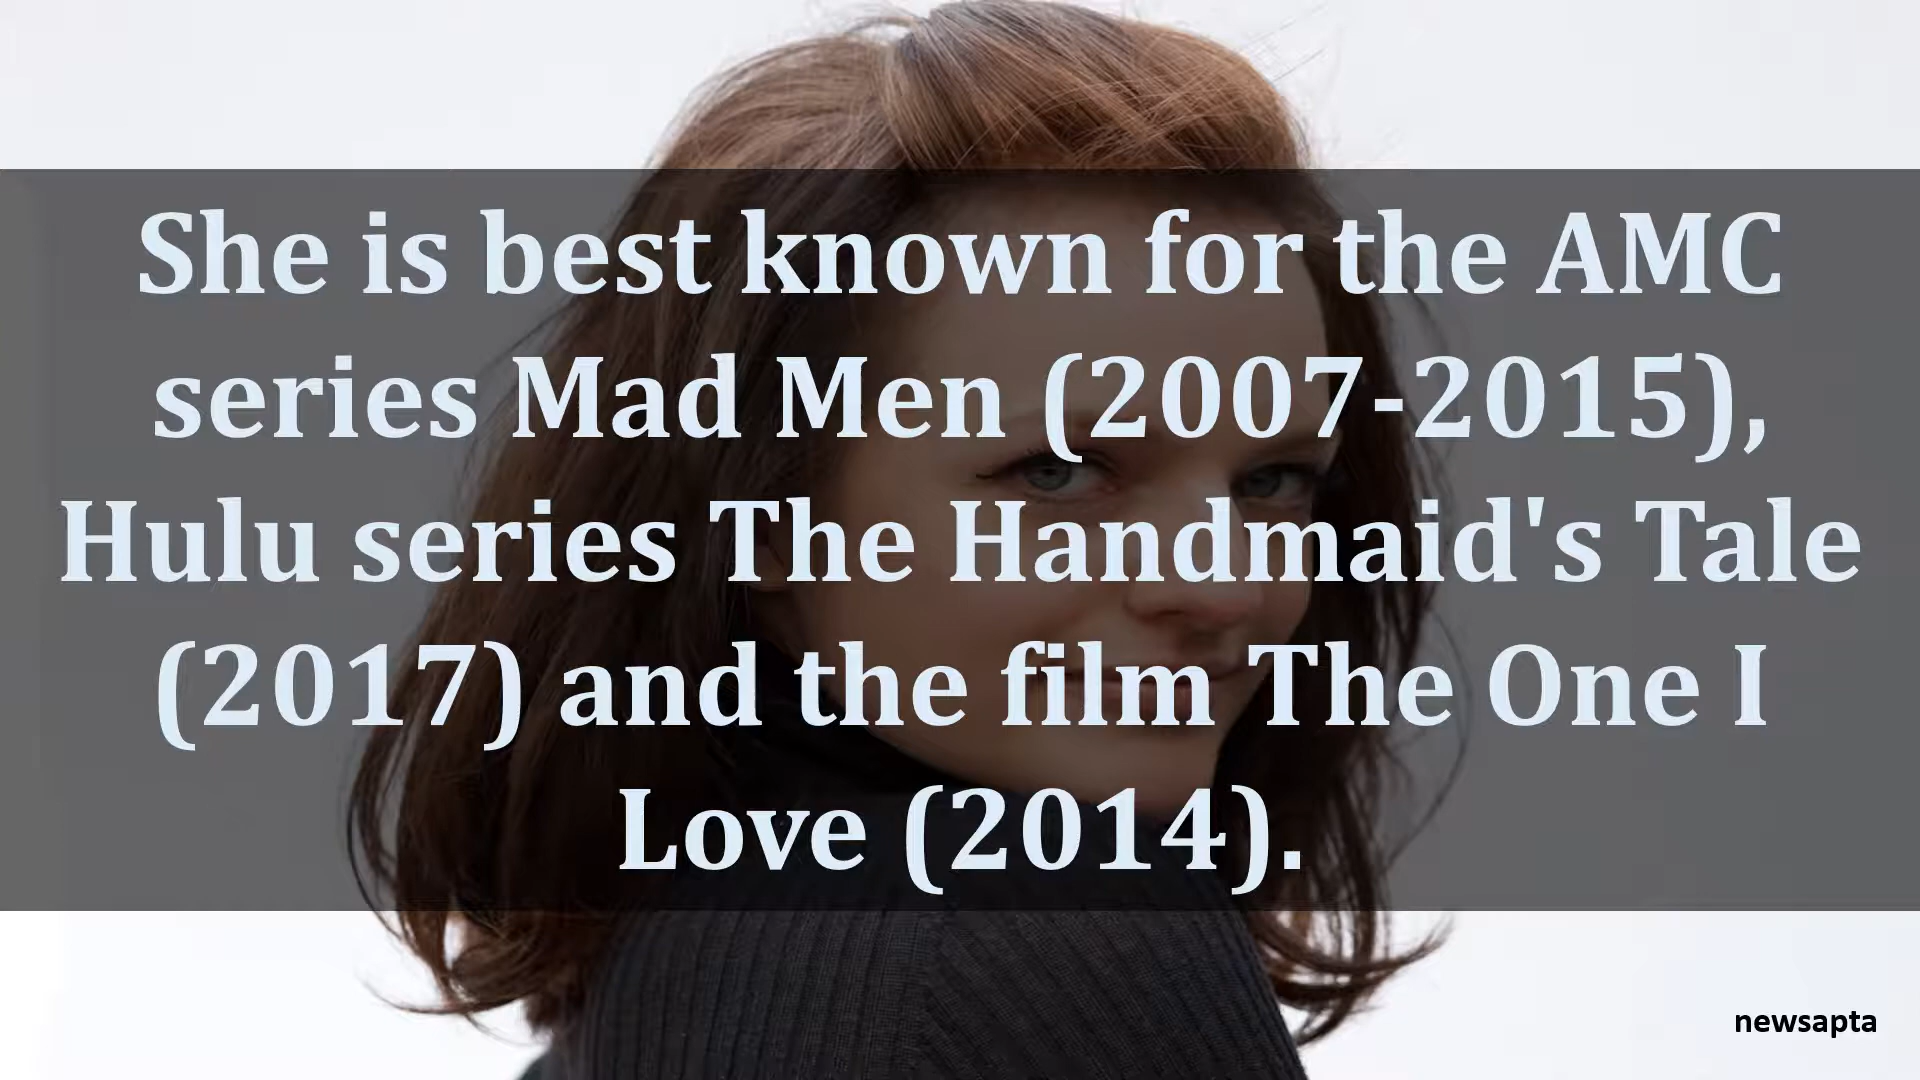 She is best known for the AMC
series Mad Men (2007-2015),
Hulu series The Handmaid's Tale
(2017) and the film The One I
Love (2014).
newsapta